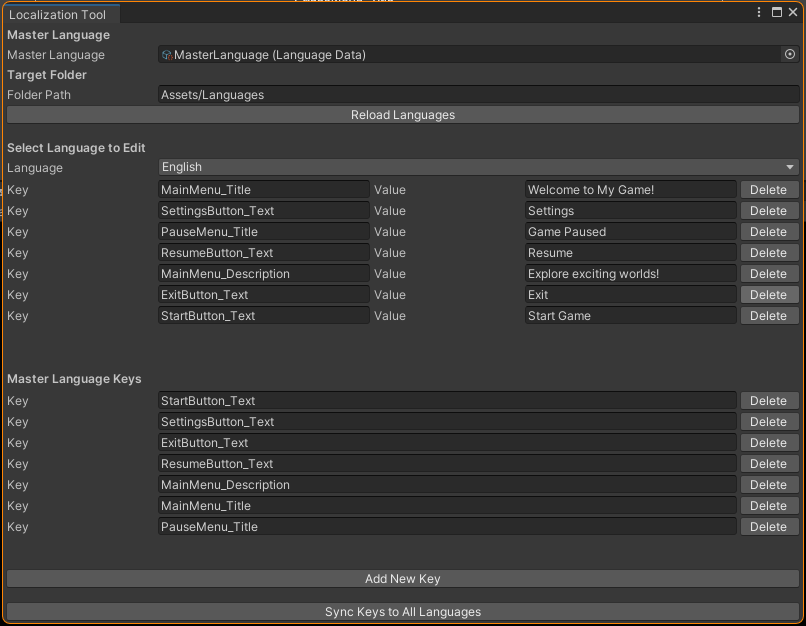 Localization Tool
Master Language
Master Language MasterLanguage (Language Data)
Target Folder
Folder Path Assets/Languages
Reload Languages
Select Language to Edit
Language English
Key MainMenu_Title Value Welcome to My Game! Delete
Key SettingsButton_Text Value Settings Delete
Key PauseMenu_Title Value Game Paused Delete
Key ResumeButton_Text Value Resume Delete
Key MainMenu_Description Value Explore exciting worlds! Delete
Key ExitButton_Text Value Exit Delete
Key StartButton_Text Value Start Game Delete
Master Language Keys
Key StartButton_Text Delete
Key SettingsButton_Text Delete
Key ExitButton_Text Delete
Key ResumeButton_Text Delete
Key MainMenu_Description Delete
Key MainMenu_Title Delete
Key PauseMenu_Title Delete
Add New Key
Sync Keys to All Languages